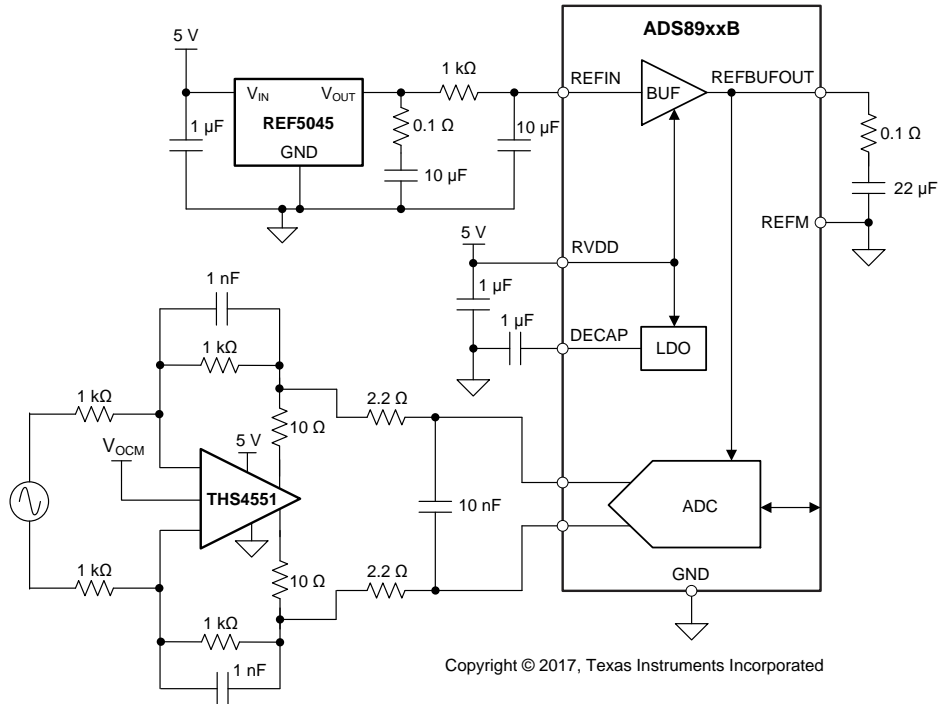 ADS89xxB
5 V
1 kΩ
REFIN
REFBUFOUT
V_IN
V_OUT
BUF
REF5045
1 µF
0.1 Ω
10 µF
GND
10 µF
0.1 Ω
22 µF
REFM
5 V
RVDD
1 nF
1 µF
1 µF
DECAP
LDO
1 kΩ
1 kΩ
2.2 Ω
10 Ω
V_OCM
5 V
THS4551
10 nF
ADC
1 kΩ
10 Ω
2.2 Ω
GND
1 kΩ
1 nF
Copyright © 2017, Texas Instruments Incorporated